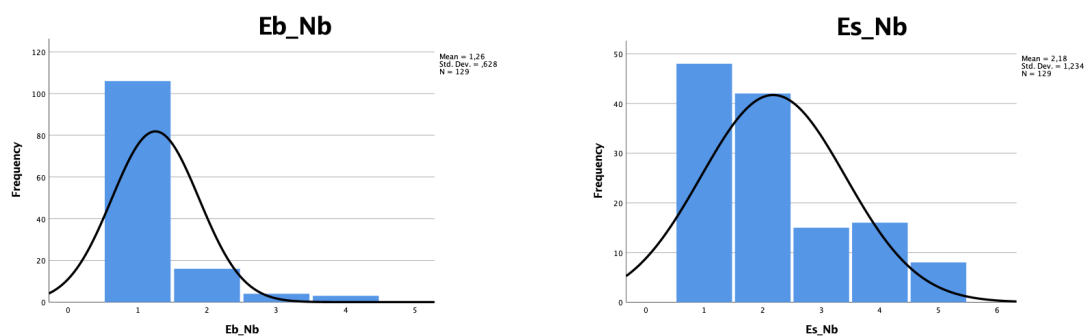 Eb_Nb
Mean = 1,26
Std. Dev. = ,628
N = 129
120
100
80
60
40
20
0
Frequency
0 1 2 3 4 5
Eb_Nb
Es_Nb
Mean = 2,18
Std. Dev. = 1,234
N = 129
50
40
30
20
10
0
Frequency
0 1 2 3 4 5 6
Es_Nb